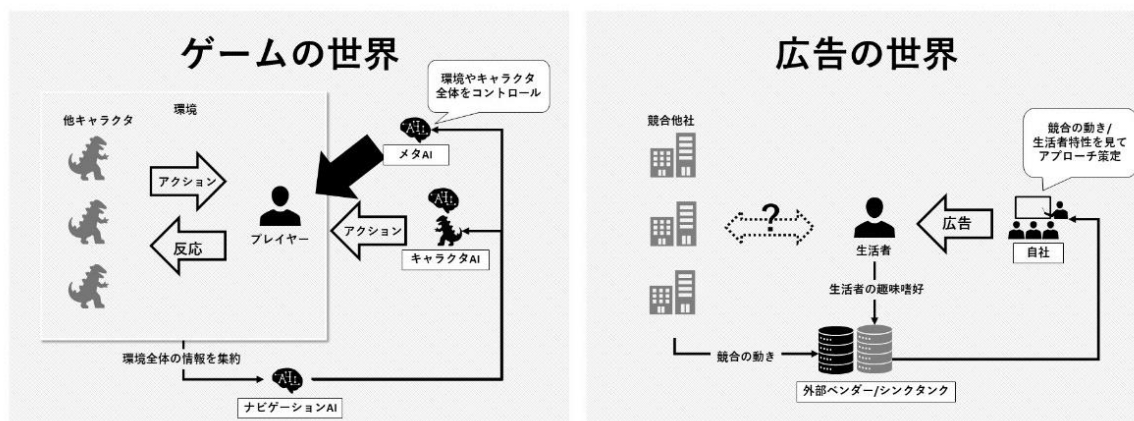 ゲームの世界
環境やキャラクタ
全体をコントロール
環境
他キャラクタ
AI
メタAI
アクション
AI
アクション
プレイヤー
反応
キャラクタAI
環境全体の情報を集約
AI
ナビゲーションAI
広告の世界
競合他社
競合の動き/
生活者特性を見て
アプローチ策定
?
広告
生活者
自社
生活者の趣味嗜好
競合の動き
外部ベンダー/シンクタンク